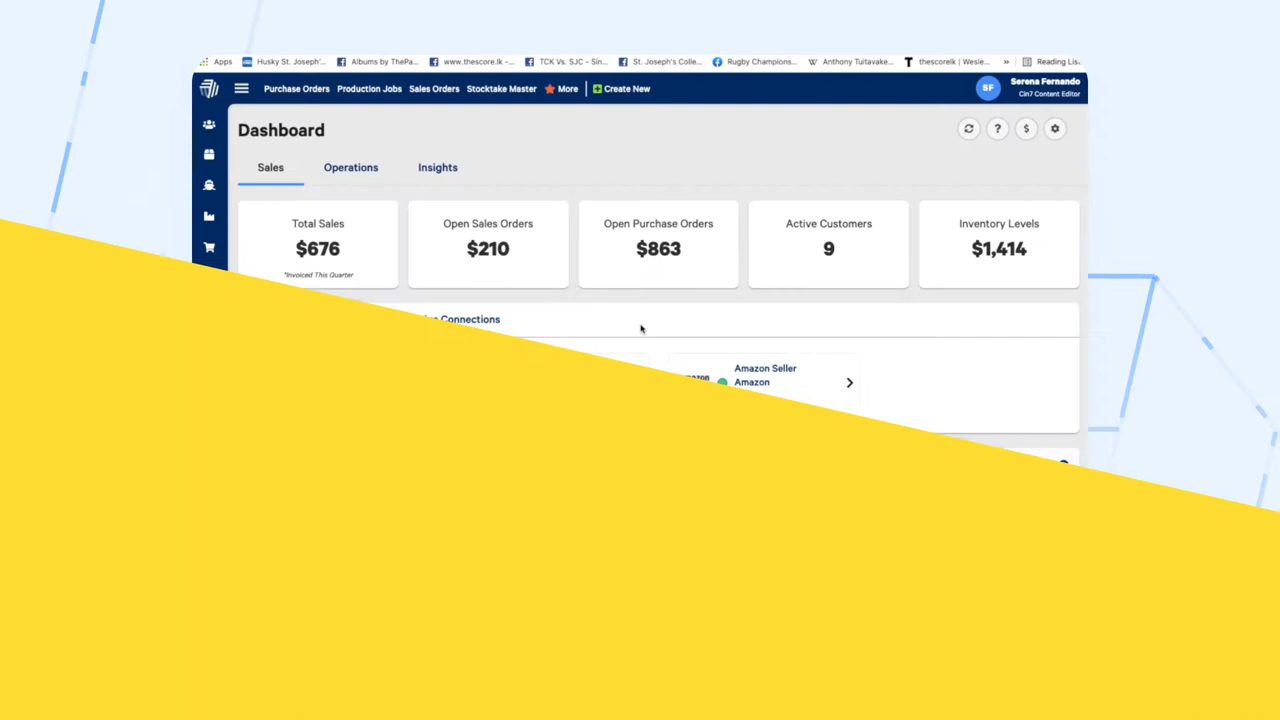 Apps Husky St. Joseph'... Albums by ThePa... www.thescore.lk -... TCK Vs. SJC - Sin... St. Joseph's Colle... Rugby Champions... Anthony Tuitavake... thescorelk | Wesle... » Reading Lis
Purchase Orders Production Jobs Sales Orders Stocktake Master More Create New
SF Serena Fernando
Cin7 Content Editor
Dashboard
? $
Sales Operations Insights
Total Sales Open Sales Orders Open Purchase Orders Active Customers Inventory Levels
$676 $210 $863 9 $1,414
*Invoiced This Quarter
Connections
Amazon Seller
Amazon